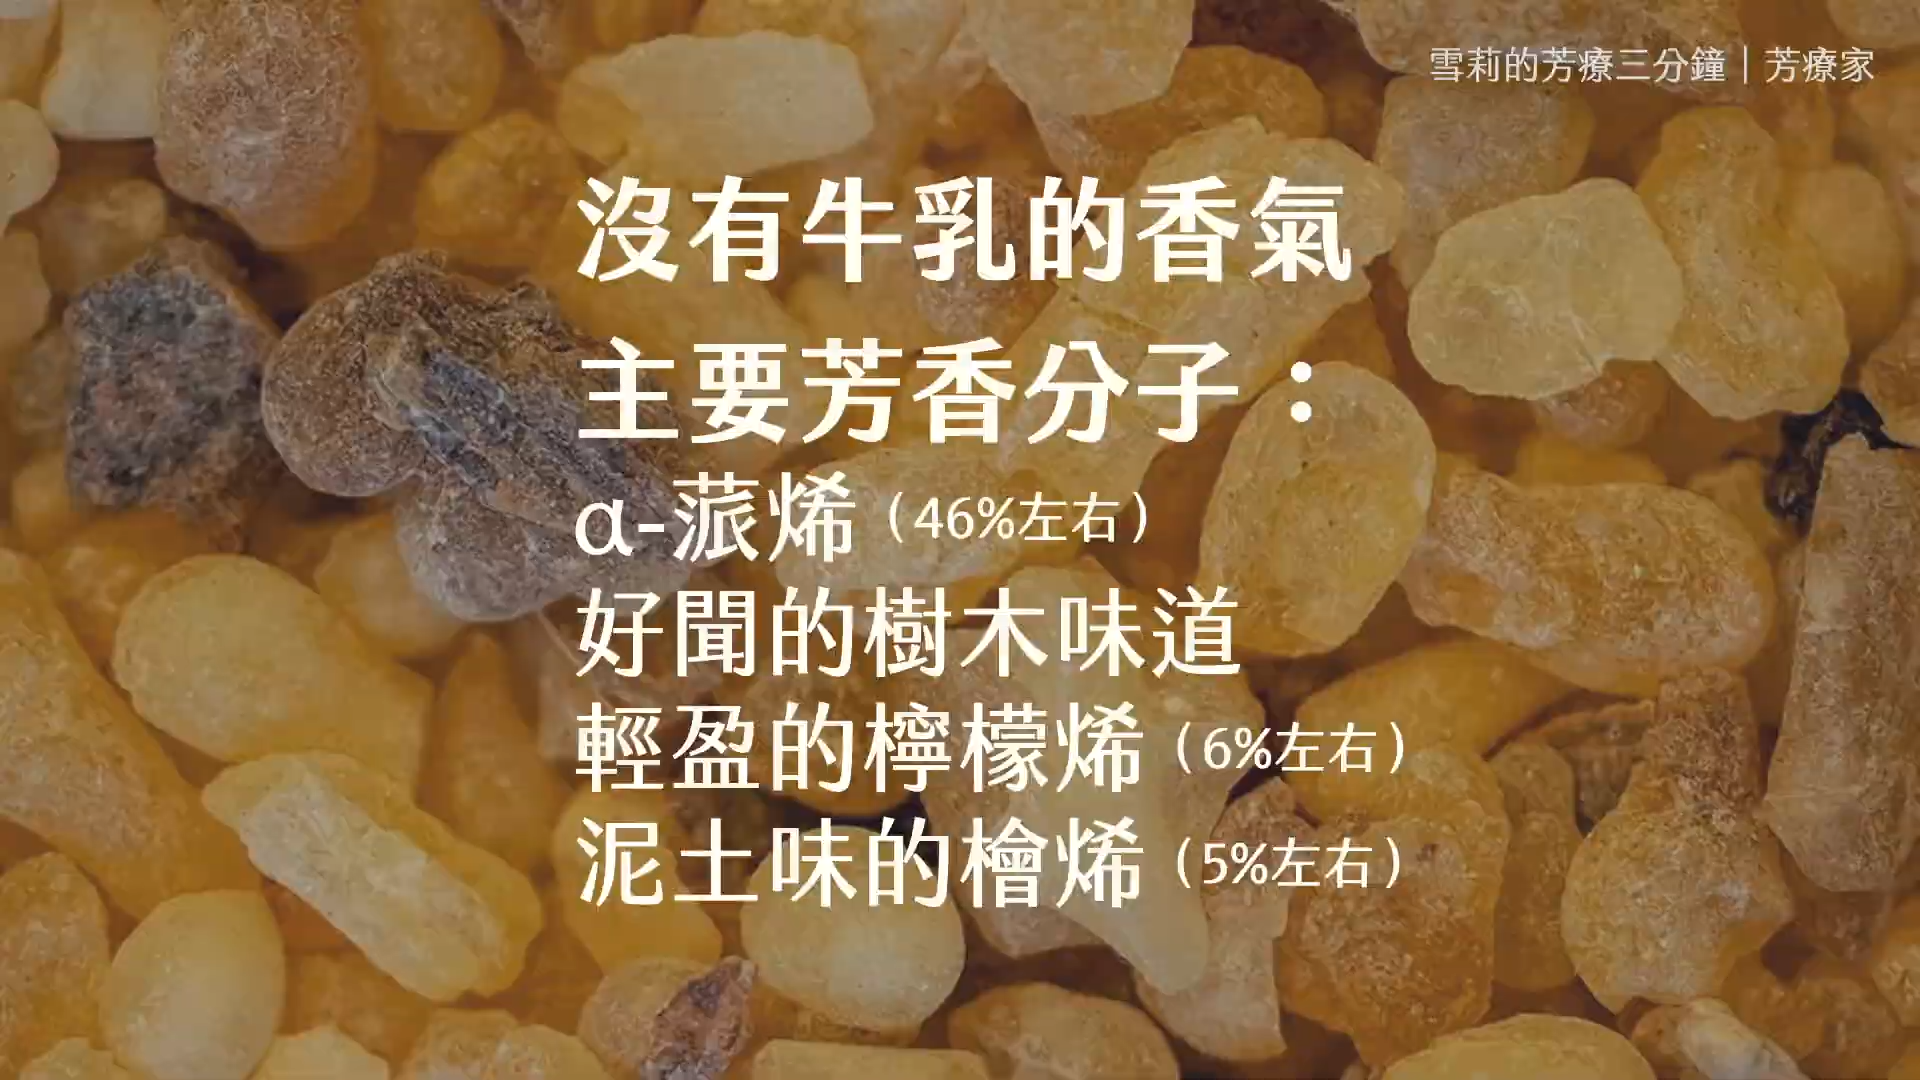 雪莉的芳療三分鐘｜芳療家
沒有牛乳的香氣
主要芳香分子：
α-蒎烯（46%左右）
好聞的樹木味道
輕盈的檸檬烯（6%左右）
泥土味的檜烯（5%左右）